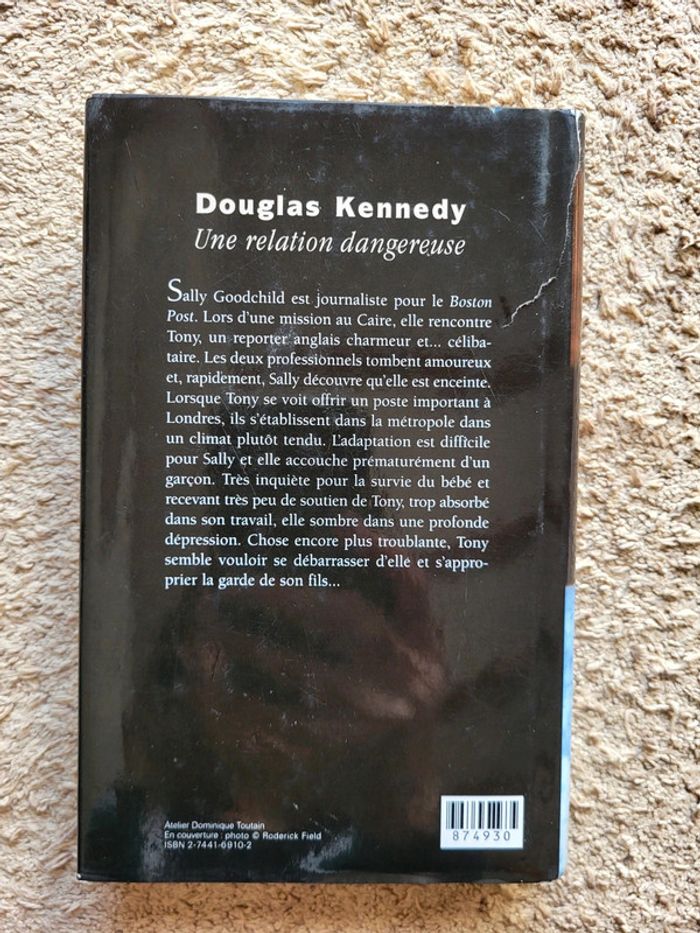 Douglas Kennedy
Une relation dangereuse
Sally Goodchild est journaliste pour le Boston
Post. Lors d'une mission au Caire, elle rencontre
Tony, un reporter anglais charmeur et... céliba-
taire. Les deux professionnels tombent amoureux
et, rapidement, Sally découvre qu'elle est enceinte.
Lorsque Tony se voit offrir un poste important à
Londres, ils s'établissent dans la métropole dans
un climat plutôt tendu. L'adaptation est difficile
pour Sally et elle accouche prématurément d'un
garçon. Très inquiète pour la survie du bébé et
recevant très peu de soutien de Tony, trop absorbé
dans son travail, elle sombre dans une profonde
dépression. Chose encore plus troublante, Tony
semble vouloir se débarrasser d'elle et s'appro-
prier la garde de son fils...
Atelier Dominique Toutain
En couverture : photo © Roderick Field
ISBN 2-7441-6910-2
874930